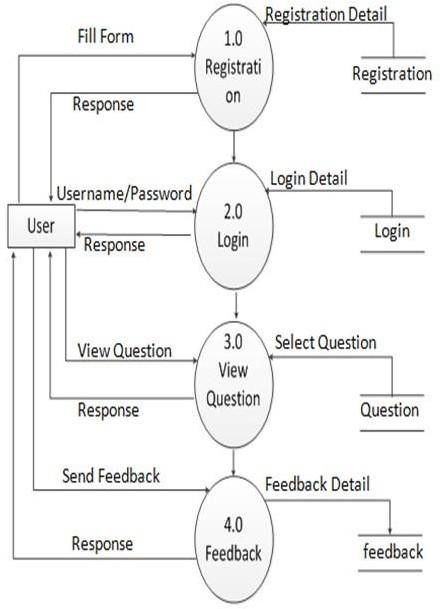 Registration Detail
Fill Form
1.0
Registrati
on
Registration
Response
Username/Password
Login Detail
User
2.0
Login
Login
Response
3.0
View
Question
Select Question
View Question
Response
Question
Send Feedback
Feedback Detail
4.0
Feedback
Response
feedback